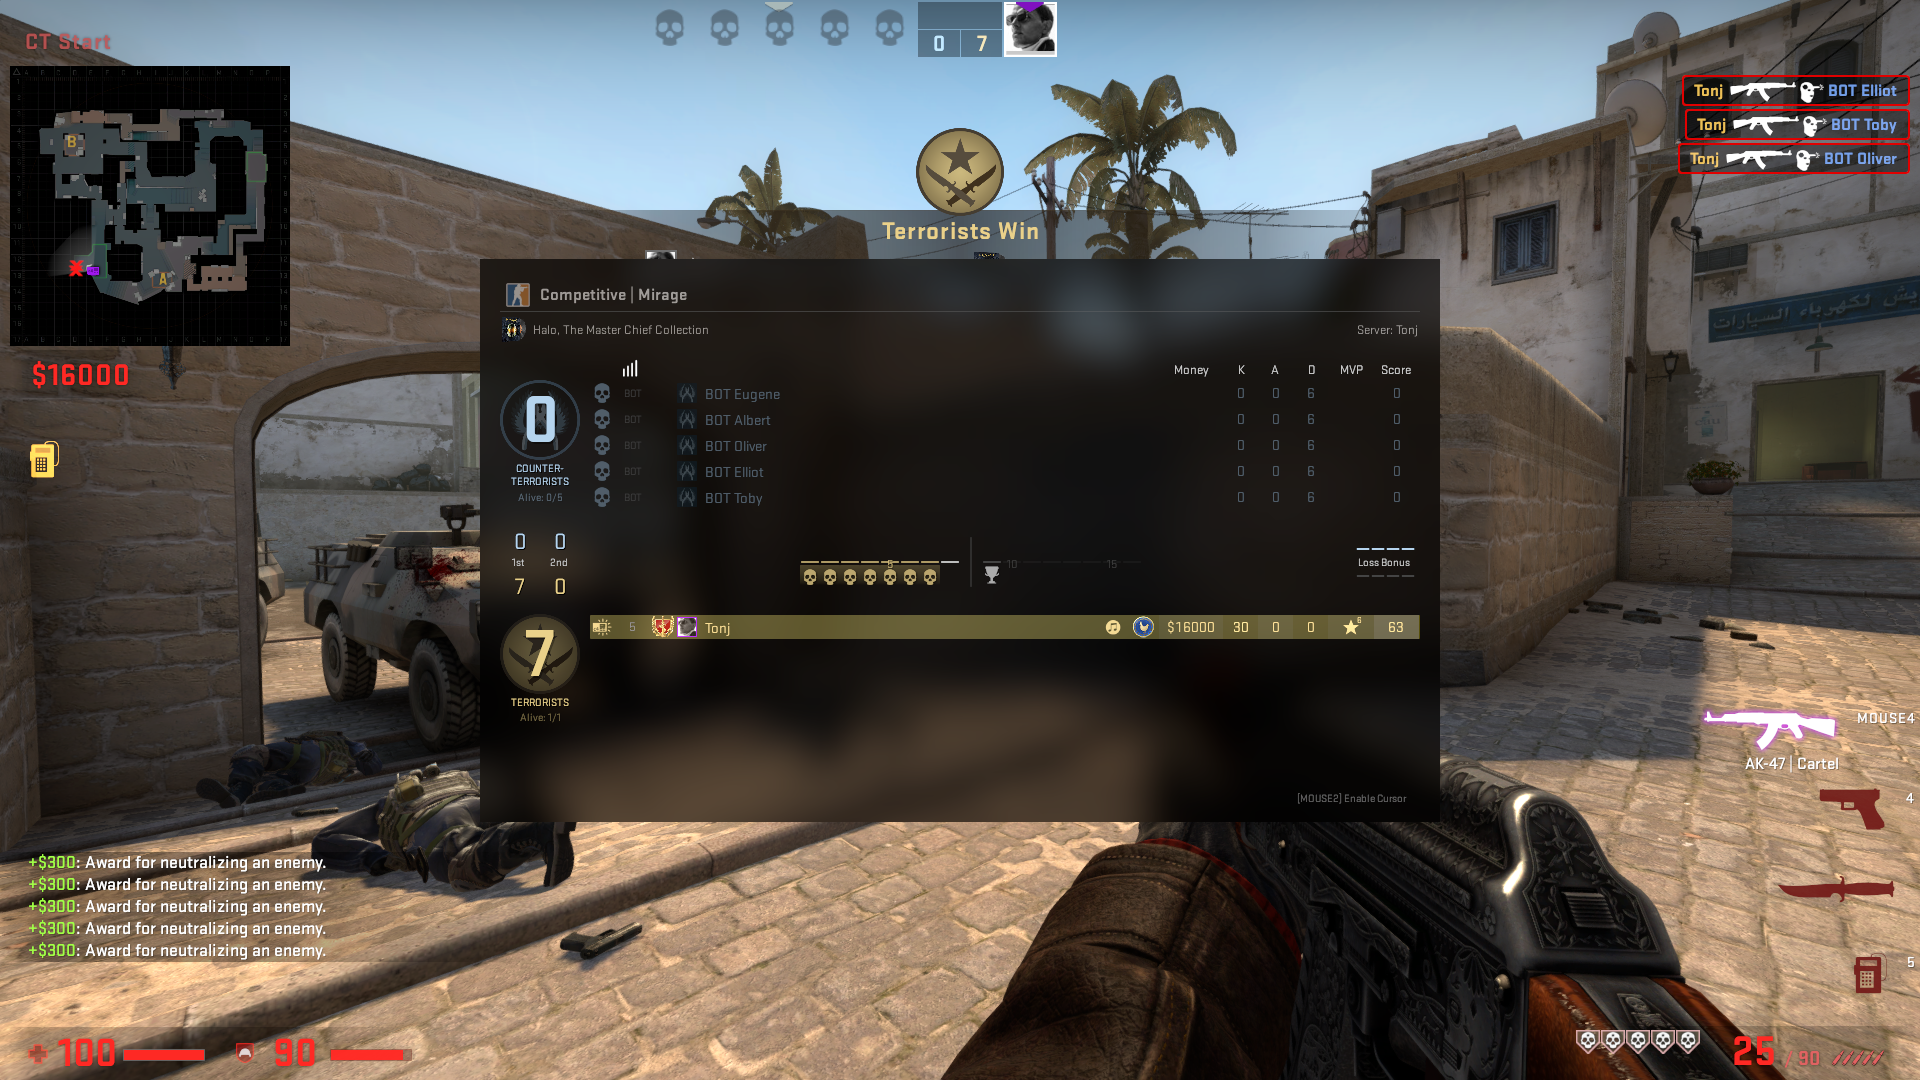 CT Start
0 7
B
A
Tonj BOT Elliot
Tonj BOT Toby
Tonj BOT Oliver
Terrorists Win
$16000
Competitive | Mirage
Halo, The Master Chief Collection
Server: Tonj
Money K A D MVP Score
BOT BOT Eugene 0 0 6 0
BOT BOT Albert 0 0 6 0
BOT BOT Oliver 0 0 6 0
BOT BOT Elliot 0 0 6 0
BOT BOT Toby 0 0 6 0
0
COUNTER-
TERRORISTS
Alive: 0/5
0 0
1st 2nd
7 0
5 10 15
Loss Bonus
5 Tonj $16000 30 0 0 6 63
7
TERRORISTS
Alive: 1/1
[MOUSE2] Enable Cursor
MOUSE4
AK-47 | Cartel
4
5
+$300: Award for neutralizing an enemy.
+$300: Award for neutralizing an enemy.
+$300: Award for neutralizing an enemy.
+$300: Award for neutralizing an enemy.
+$300: Award for neutralizing an enemy.
100 90
25 / 90